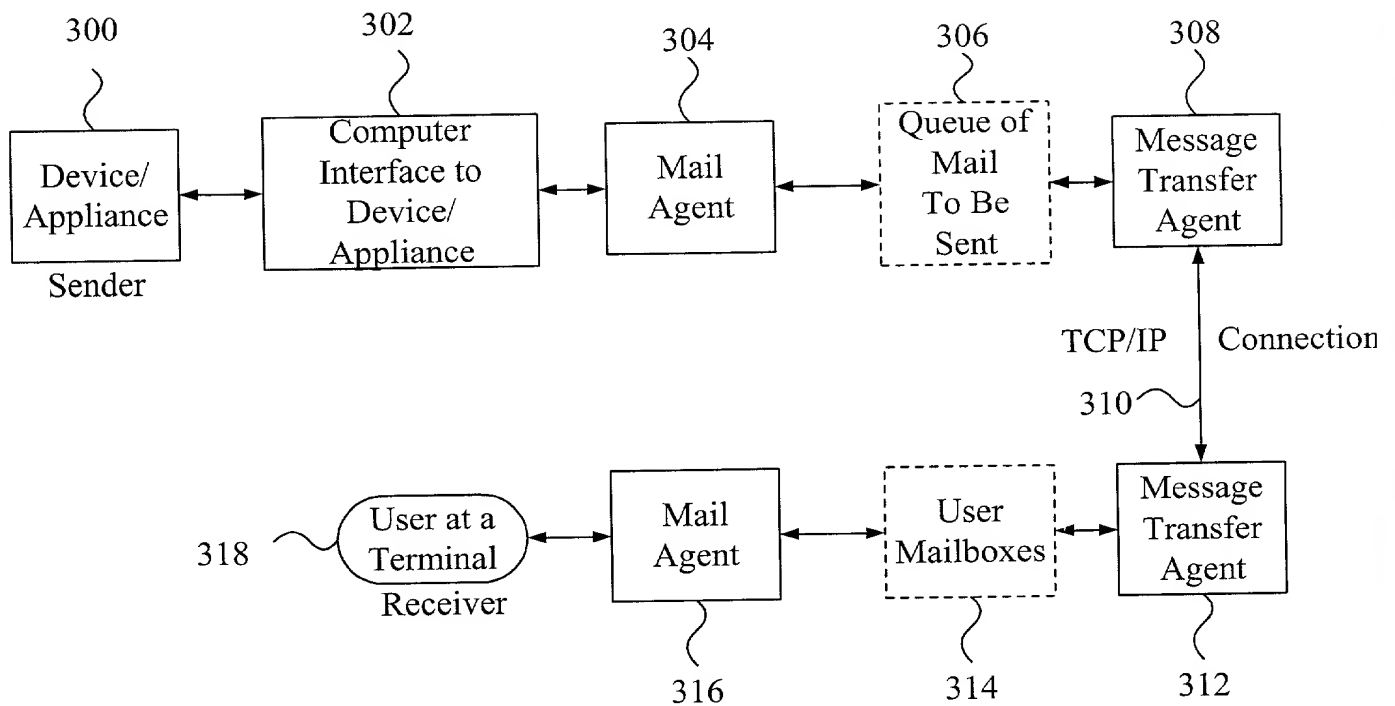 300
302
304
306
308
Device/
Appliance
Sender
Computer
Interface to
Device/
Appliance
Mail
Agent
Queue of
Mail
To Be
Sent
Message
Transfer
Agent
TCP/IP Connection
310
User at a
Terminal
Receiver
Mail
Agent
User
Mailboxes
Message
Transfer
Agent
318
316
314
312